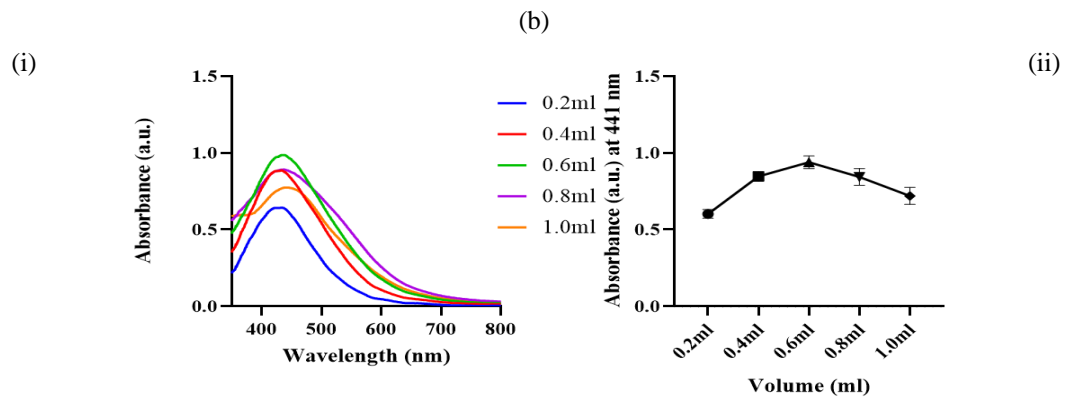 (b)
(i)
(ii)
1.5
1.0
0.5
0.0
Absorbance (a.u.)
400
500
600
700
800
Wavelength (nm)
0.2ml
0.4ml
0.6ml
0.8ml
1.0ml
1.5
1.0
0.5
0.0
Absorbance (a.u.) at 441 nm
0.2ml
0.4ml
0.6ml
0.8ml
1.0ml
Volume (ml)